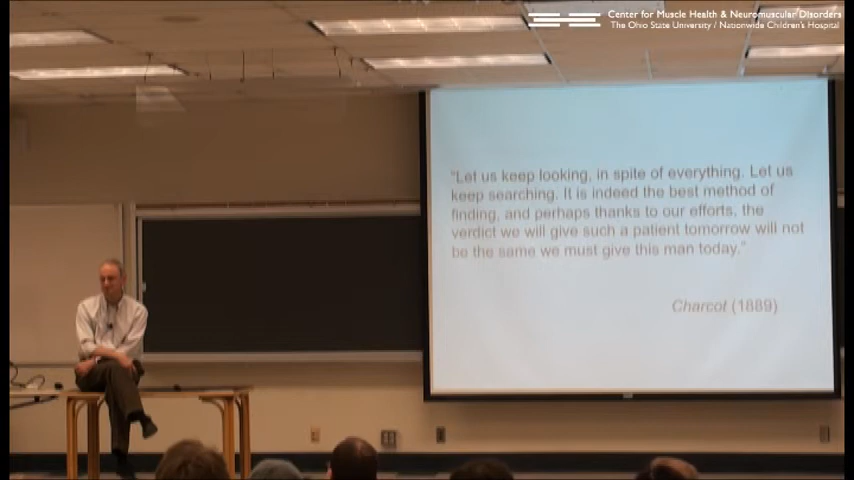 Center for Muscle Health & Neuromuscular Disorders
The Ohio State University / Nationwide Children's Hospital
"Let us keep looking, in spite of everything. Let us
keep searching. It is indeed the best method of
finding, and perhaps thanks to our efforts, the
verdict we will give such a patient tomorrow will not
be the same we must give this man today."
Charcot (1889)